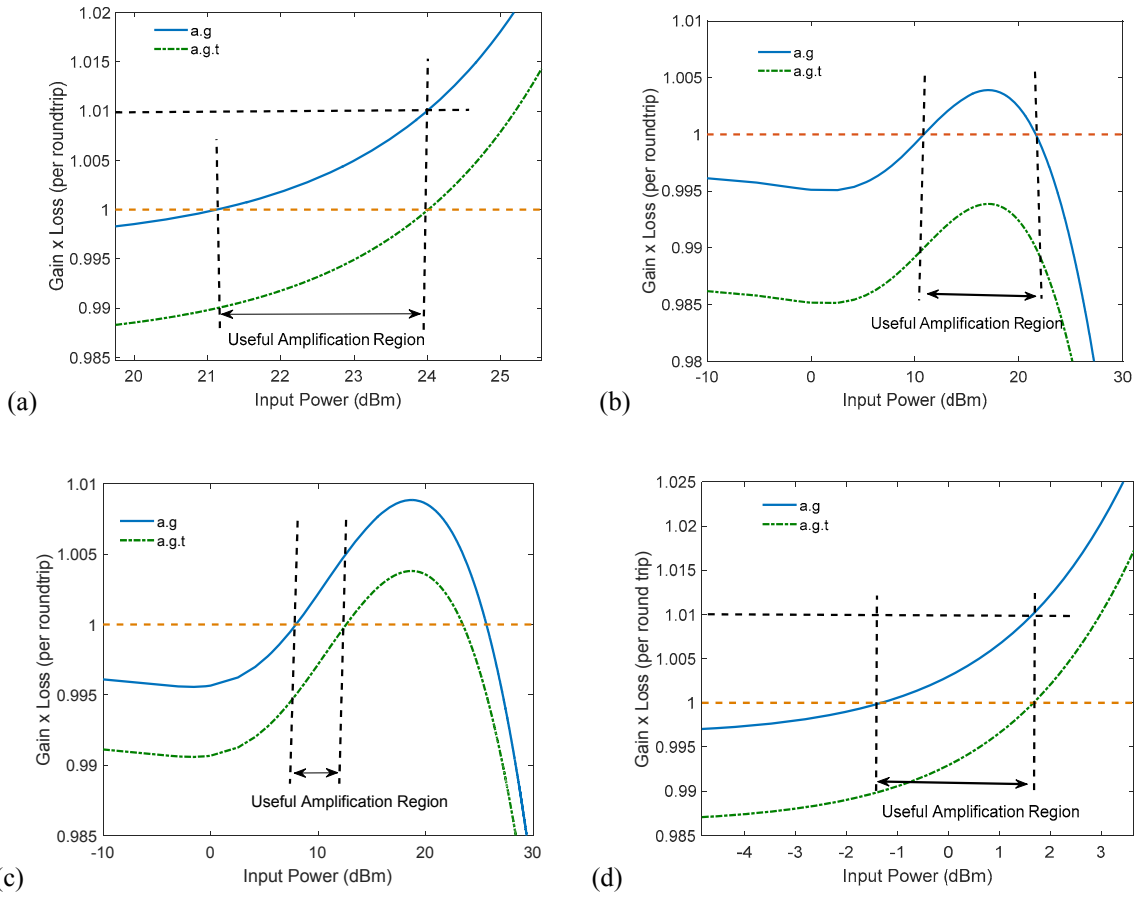 1.02
1.015
1.01
1.005
1
0.995
0.99
0.985
Gain x Loss (per roundtrip)
a.g
a.g.t
Useful Amplification Region
20 21 22 23 24 25
Input Power (dBm)
(a)
1.01
1.005
1
0.995
0.99
0.985
0.98
Gain x Loss (per roundtrip)
a.g
a.g.t
Useful Amplification Region
-10 0 10 20 30
Input Power (dBm)
(b)
1.01
1.005
1
0.995
0.99
0.985
Gain x Loss (per roundtrip)
a.g
a.g.t
Useful Amplification Region
-10 0 10 20 30
Input Power (dBm)
(c)
1.025
1.02
1.015
1.01
1.005
1
0.995
0.99
0.985
Gain x Loss (per round trip)
a.g
a.g.t
Useful Amplification Region
-4 -3 -2 -1 0 1 2 3
Input Power (dBm)
(d)